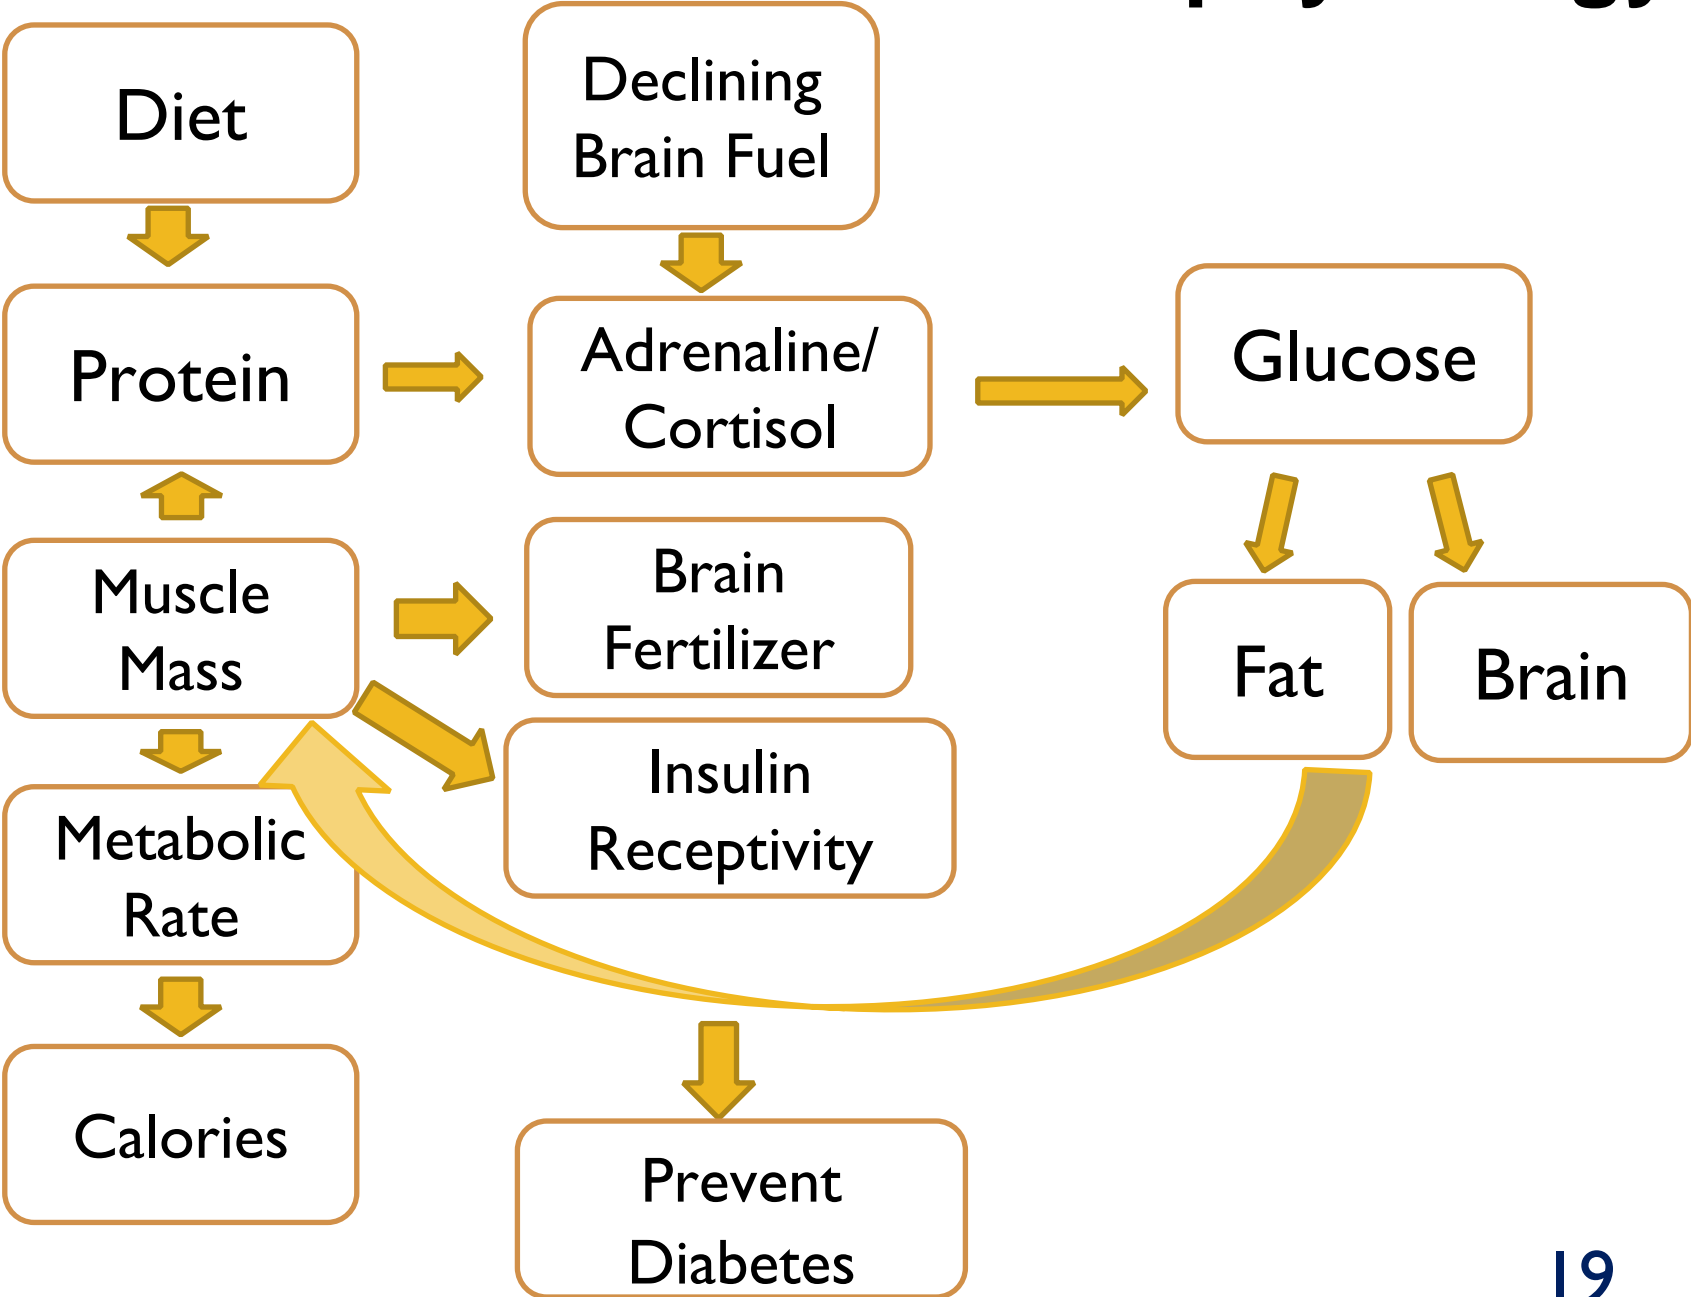 Diet
Declining
Brain Fuel
Protein
Adrenaline/
Cortisol
Glucose
Muscle
Mass
Brain
Fertilizer
Fat
Brain
Insulin
Receptivity
Metabolic
Rate
Calories
Prevent
Diabetes
19